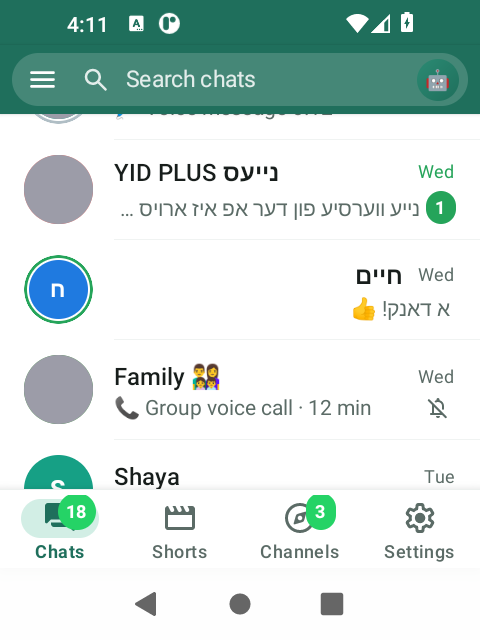 4:11
Search chats
YID PLUS נייעס
Wed
נייע ווערסיע פון דער אפ איז ארויס ...
1
חיים
Wed
א דאנק! 👍
ח
Family 👨‍👩‍👧‍👦
Wed
📞 Group voice call · 12 min
Shaya
Tue
S
18
3
Chats
Shorts
Channels
Settings